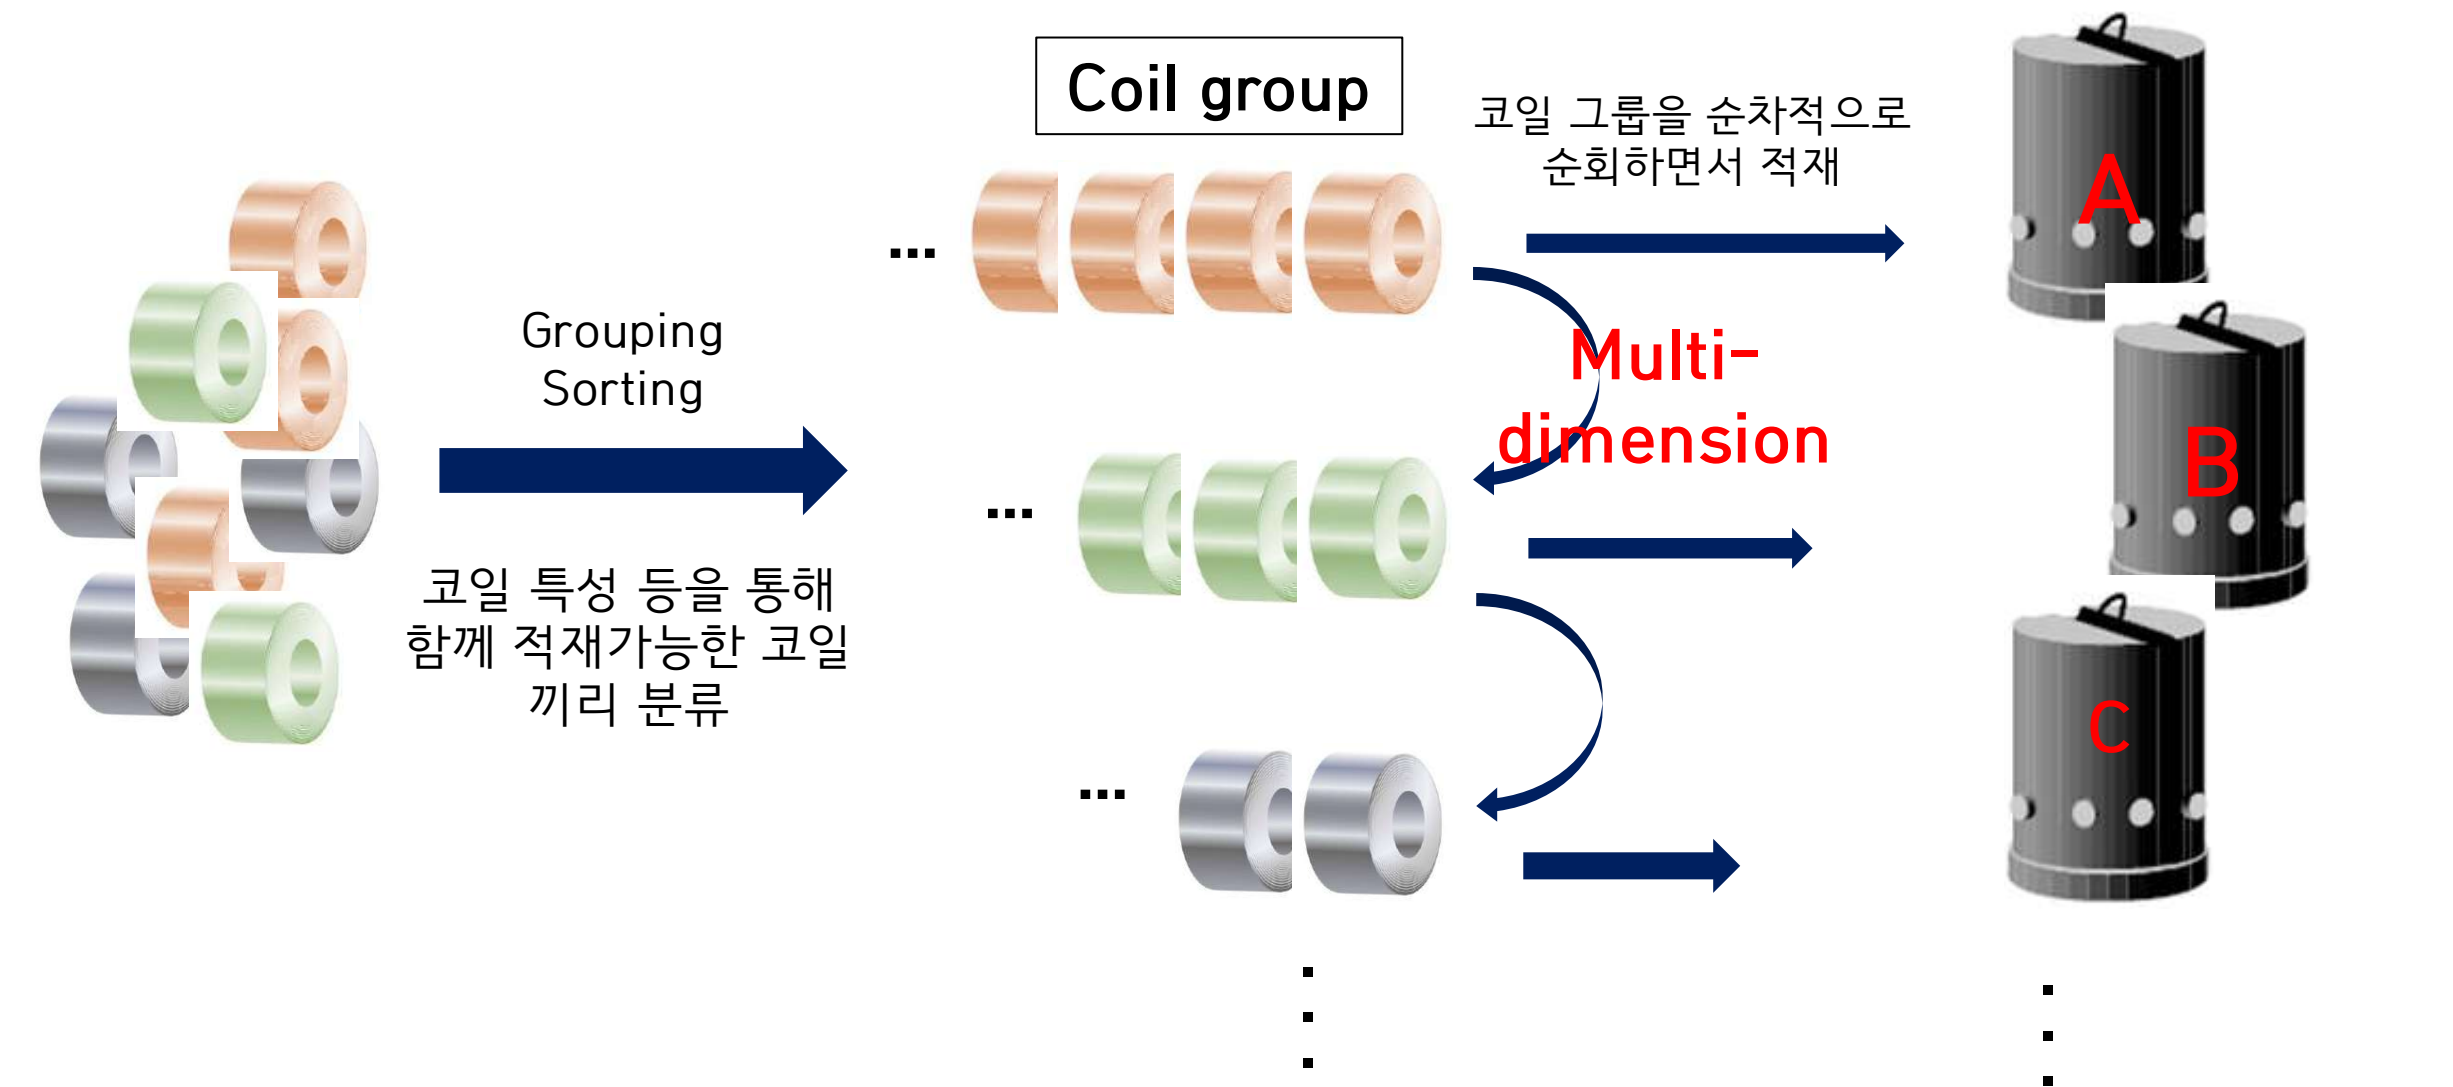 Coil group
코일 그룹을 순차적으로
순회하면서 적재
A
...
Grouping
Sorting
Multi-
dimension
B
...
코일 특성 등을 통해
함께 적재가능한 코일
끼리 분류
C
...